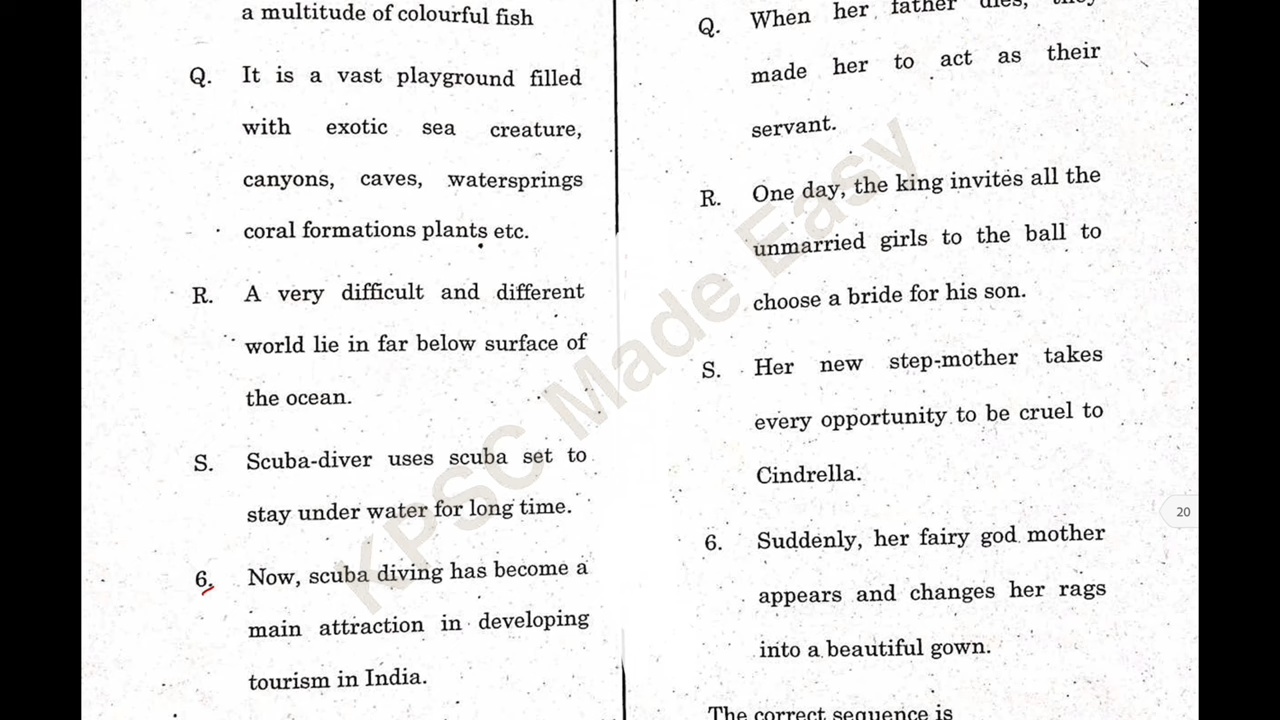 a multitude of colourful fish
Q. It is a vast playground filled
with exotic sea creature,
canyons, caves, watersprings
coral formations plants etc.
R. A very difficult and different
world lie in far below surface of
the ocean.
S. Scuba-diver uses scuba set to
stay under water for long time.
6. Now, scuba diving has become a
main attraction in developing
tourism in India.
Q. When her father dies, they
made her to act as their
servant.
R. One day, the king invites all the
unmarried girls to the ball to
choose a bride for his son.
S. Her new step-mother takes
every opportunity to be cruel to
Cindrella.
6. Suddenly, her fairy god mother
appears and changes her rags
into a beautiful gown.
The correct sequence is
KPSC Made Easy
20